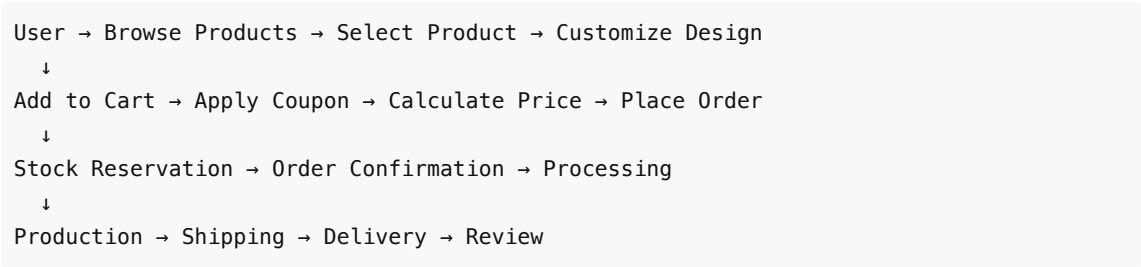 User → Browse Products → Select Product → Customize Design
↓
Add to Cart → Apply Coupon → Calculate Price → Place Order
↓
Stock Reservation → Order Confirmation → Processing
↓
Production → Shipping → Delivery → Review